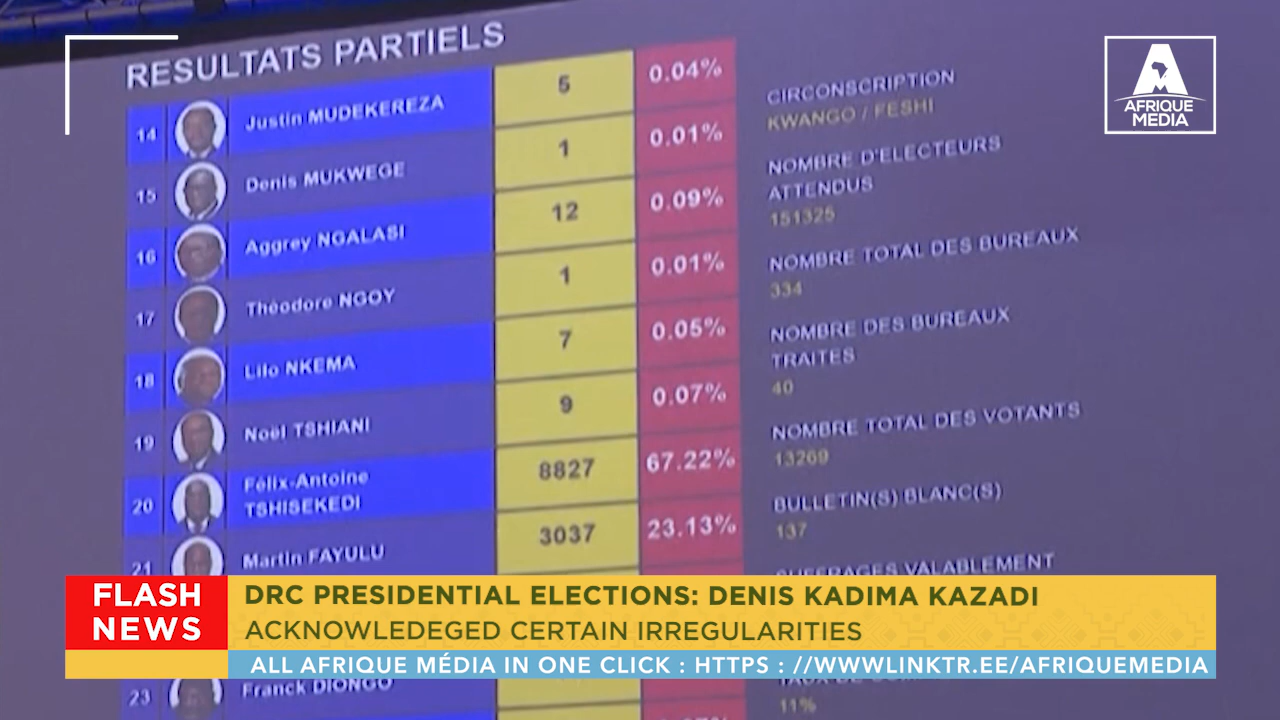 RESULTATS PARTIELS
14 Justin MUDEKEREZA 5 0.04%
15 Denis MUKWEGE 1 0.01%
16 Aggrey NGALASI 12 0.09%
17 Théodore NGOY 1 0.01%
18 Lilo NKEMA 7 0.05%
19 Noël TSHIANI 9 0.07%
20 Félix-Antoine
TSHISEKEDI 8827 67.22%
21 Martin FAYULU 3037 23.13%
23 Franck DIONGO
CIRCONSCRIPTION
KWANGO / FESHI
NOMBRE D'ELECTEURS
ATTENDUS
151325
NOMBRE TOTAL DES BUREAUX
334
NOMBRE DES BUREAUX
TRAITES
40
NOMBRE TOTAL DES VOTANTS
13269
BULLETIN(S) BLANC(S)
137
SUFFRAGES VALABLEMENT
11%
AFRIQUE
MEDIA
FLASH
NEWS
DRC PRESIDENTIAL ELECTIONS: DENIS KADIMA KAZADI
ACKNOWLEDEGED CERTAIN IRREGULARITIES
ALL AFRIQUE MÉDIA IN ONE CLICK : HTTPS : //WWWLINKTR.EE/AFRIQUEMEDIA